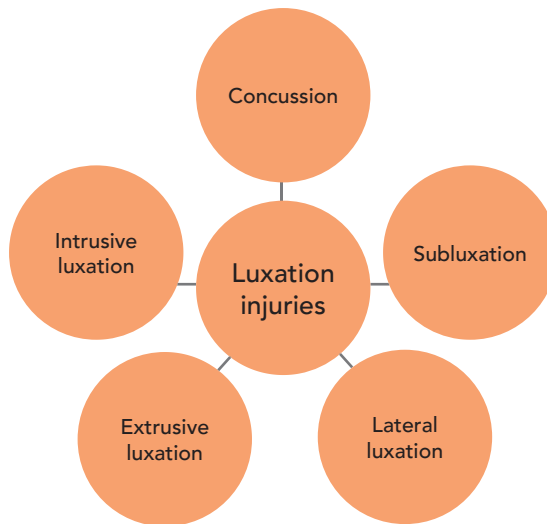 Concussion
Intrusive
luxation
Subluxation
Luxation
injuries
Extrusive
luxation
Lateral
luxation